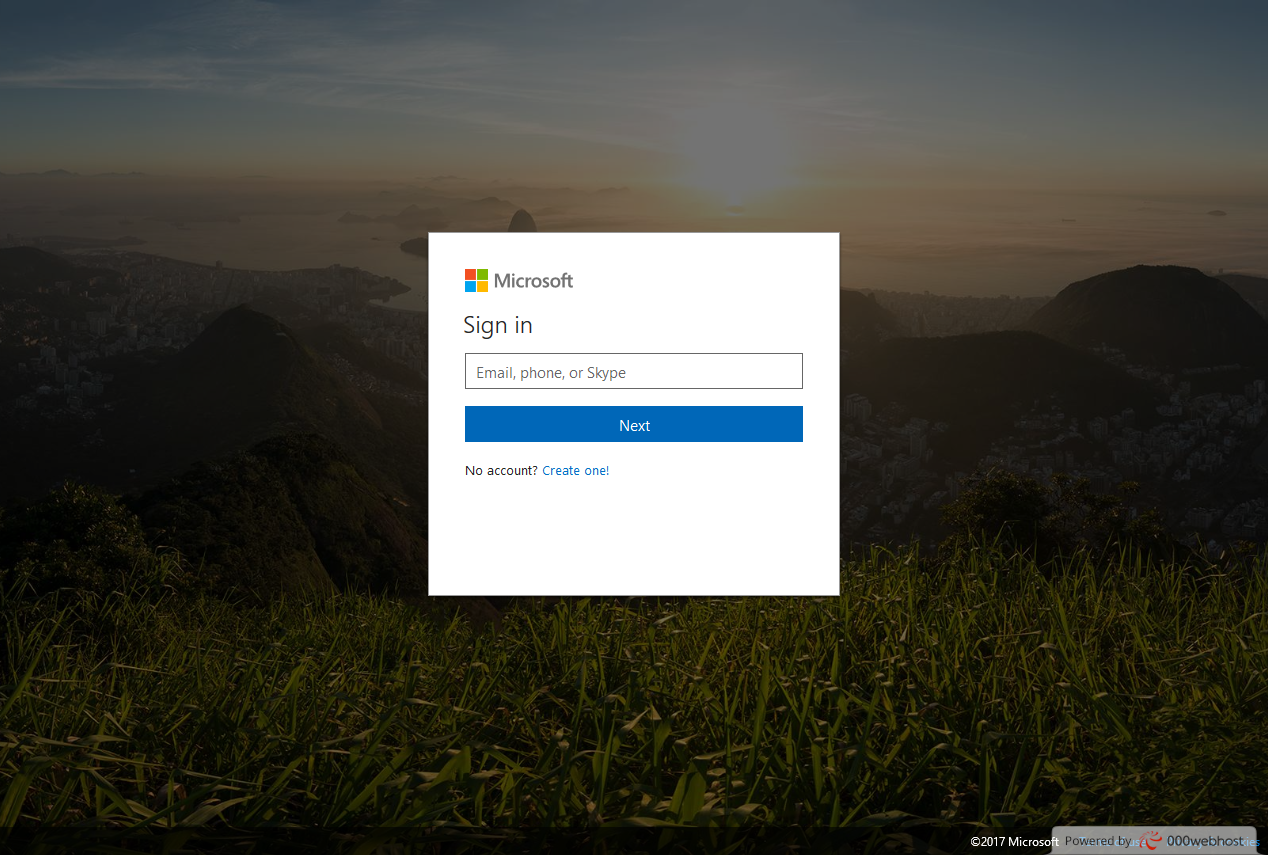 Microsoft
Sign in
Email, phone, or Skype
Next
No account? Create one!
©2017 Microsoft
Powered by 000webhost